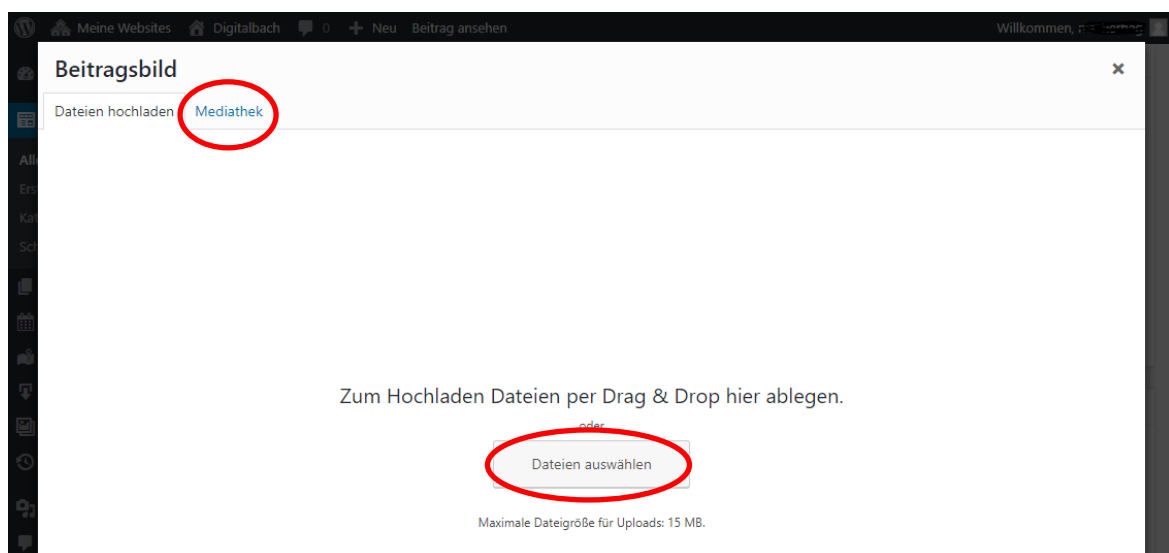 Meine Websites Digitalbach 0 Neu Beitrag ansehen Willkommen,
Beitragsbild
Dateien hochladen Mediathek
Zum Hochladen Dateien per Drag & Drop hier ablegen.
oder
Dateien auswählen
Maximale Dateigröße für Uploads: 15 MB.